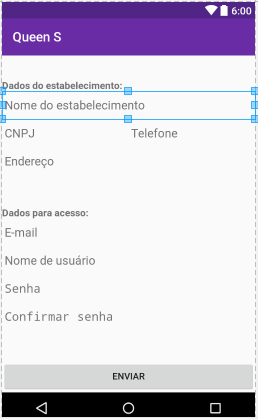 6:00
Queen S
Dados do estabelecimento:
Nome do estabelecimento
CNPJ Telefone
Endereço
Dados para acesso:
E-mail
Nome de usuário
Senha
Confirmar senha
ENVIAR